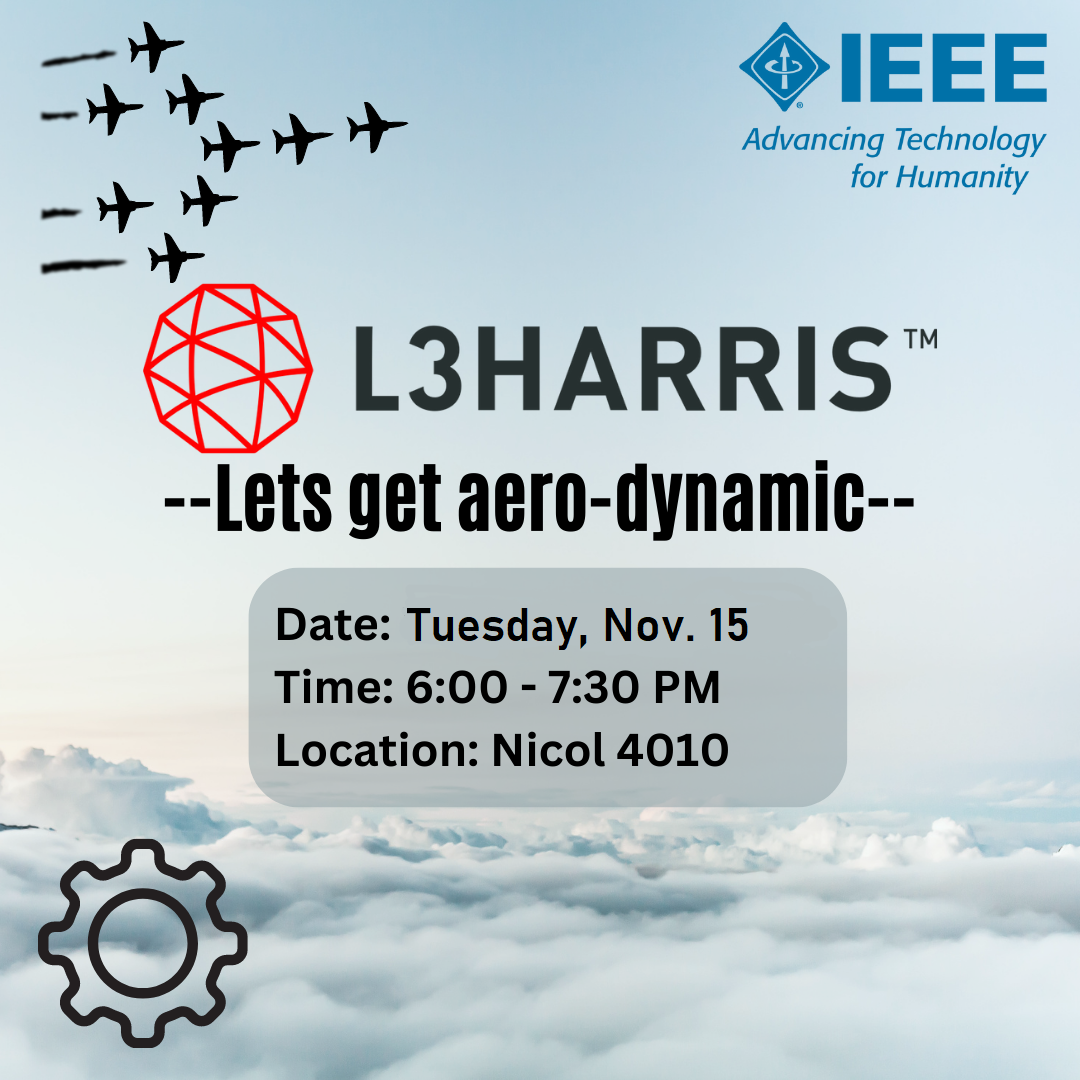 IEEE
Advancing Technology
for Humanity
L3HARRIS™
--Lets get aero-dynamic--
Date: Tuesday, Nov. 15
Time: 6:00 - 7:30 PM
Location: Nicol 4010